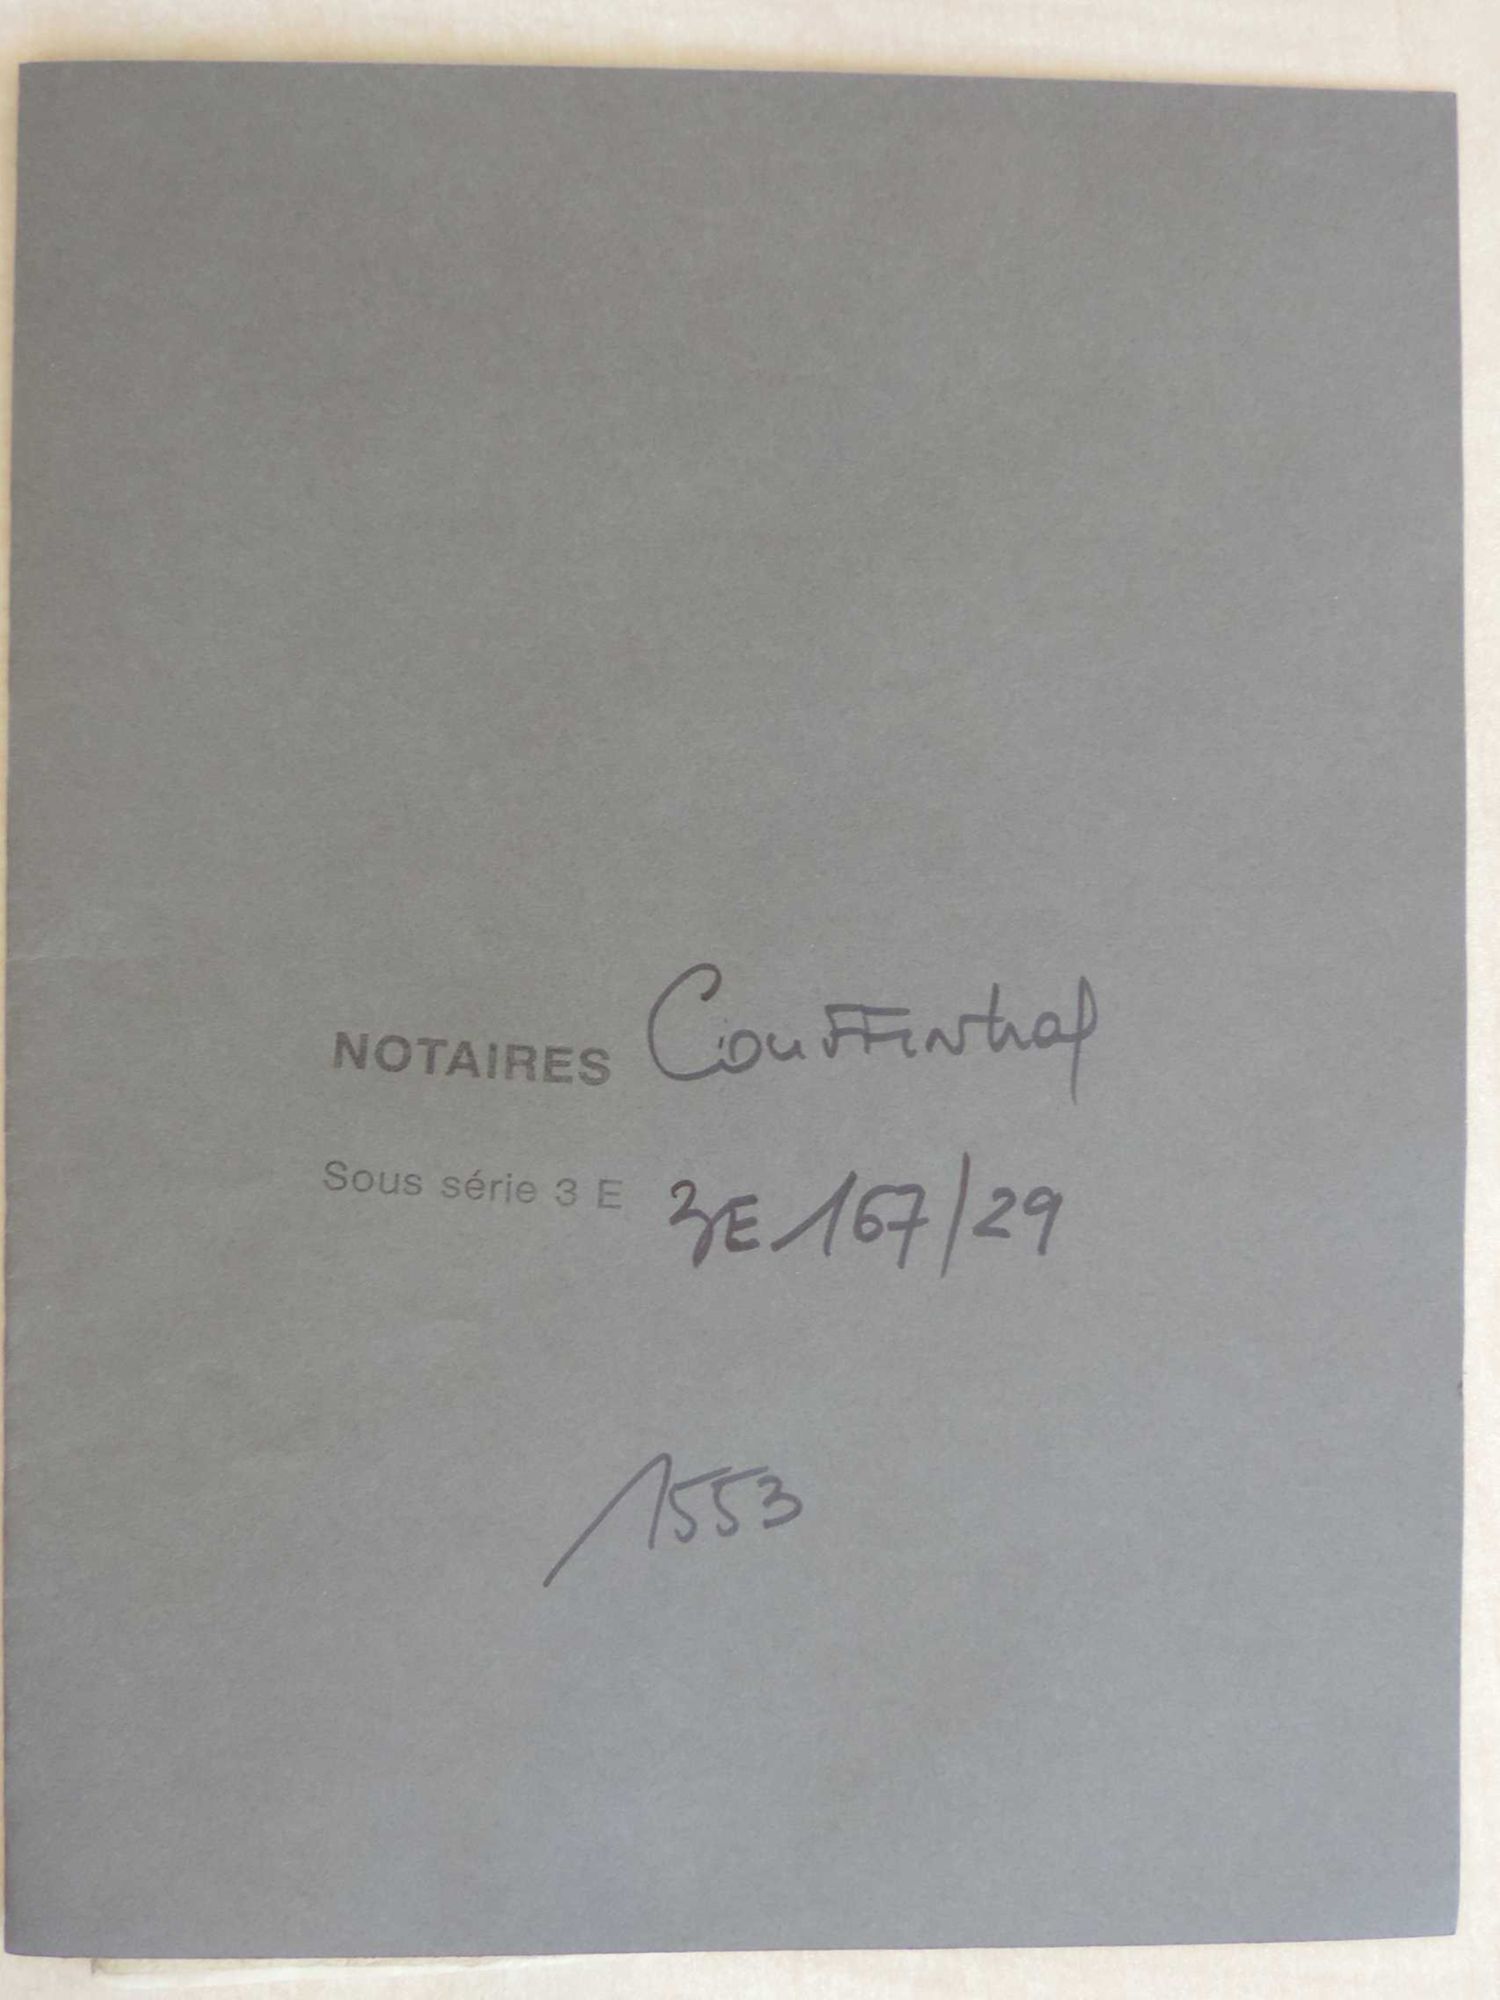 NOTAIRES Couffinhal
Sous série 3 E 3E 167/29
1553